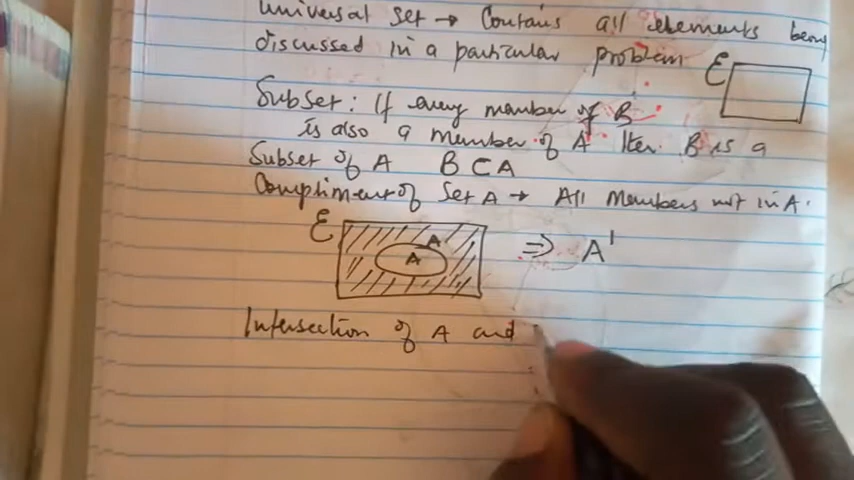 Universal Set → Contains all elements being
discussed in a particular problem ε
Subset: If every member of B
is also a member of A then B is a
Subset of A B ⊂ A
Compliment of Set A → All Members not in A.
ε A A ⇒ A'
Intersection of A and